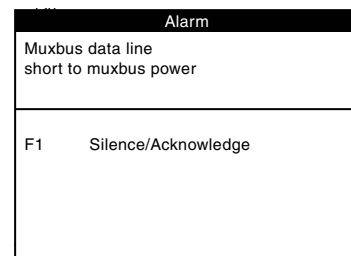 Alarm
Muxbus data line
short to muxbus power
F1 Silence/Acknowledge